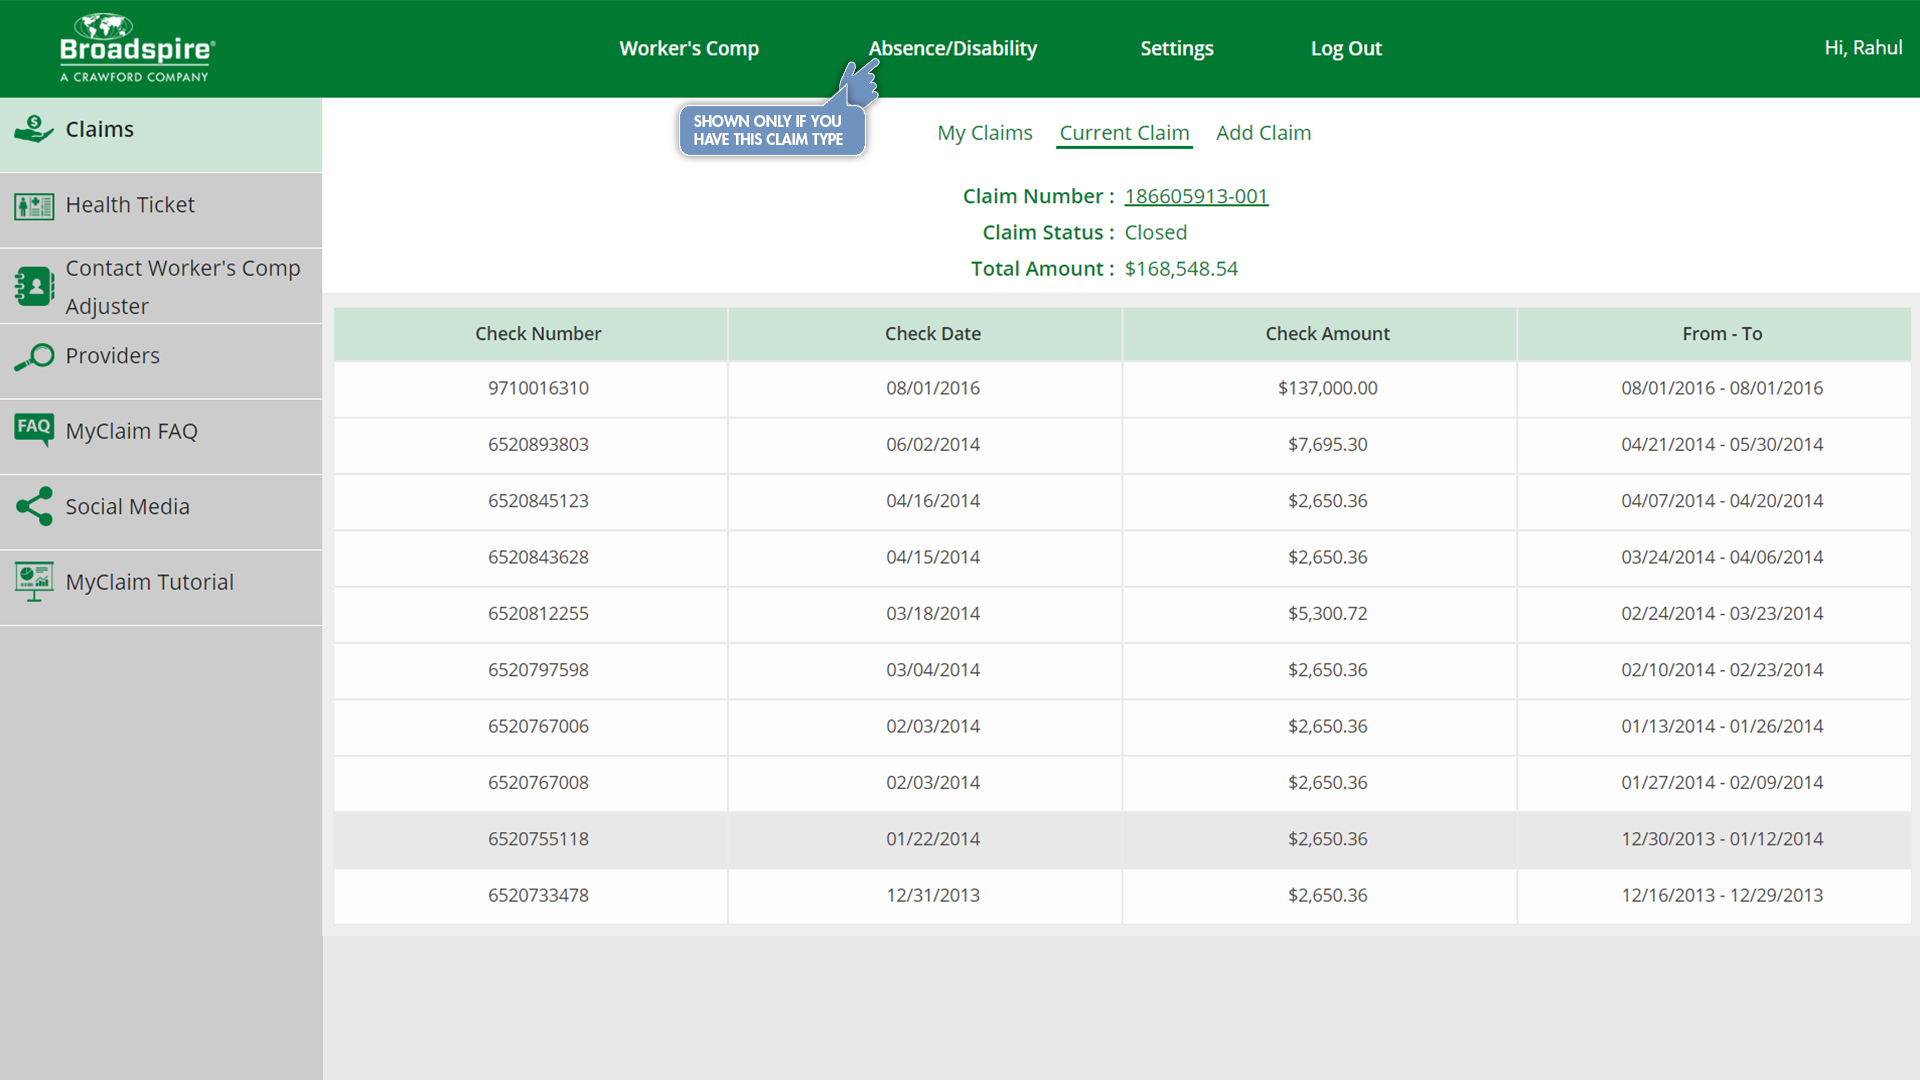 Broadspire®
A CRAWFORD COMPANY
Worker's Comp Absence/Disability Settings Log Out Hi, Rahul
SHOWN ONLY IF YOU
HAVE THIS CLAIM TYPE
Claims
Health Ticket
Contact Worker's Comp
Adjuster
Providers
FAQ MyClaim FAQ
Social Media
MyClaim Tutorial
My Claims Current Claim Add Claim
Claim Number : 186605913-001
Claim Status : Closed
Total Amount : $168,548.54
Check Number Check Date Check Amount From - To
9710016310 08/01/2016 $137,000.00 08/01/2016 - 08/01/2016
6520893803 06/02/2014 $7,695.30 04/21/2014 - 05/30/2014
6520845123 04/16/2014 $2,650.36 04/07/2014 - 04/20/2014
6520843628 04/15/2014 $2,650.36 03/24/2014 - 04/06/2014
6520812255 03/18/2014 $5,300.72 02/24/2014 - 03/23/2014
6520797598 03/04/2014 $2,650.36 02/10/2014 - 02/23/2014
6520767006 02/03/2014 $2,650.36 01/13/2014 - 01/26/2014
6520767008 02/03/2014 $2,650.36 01/27/2014 - 02/09/2014
6520755118 01/22/2014 $2,650.36 12/30/2013 - 01/12/2014
6520733478 12/31/2013 $2,650.36 12/16/2013 - 12/29/2013